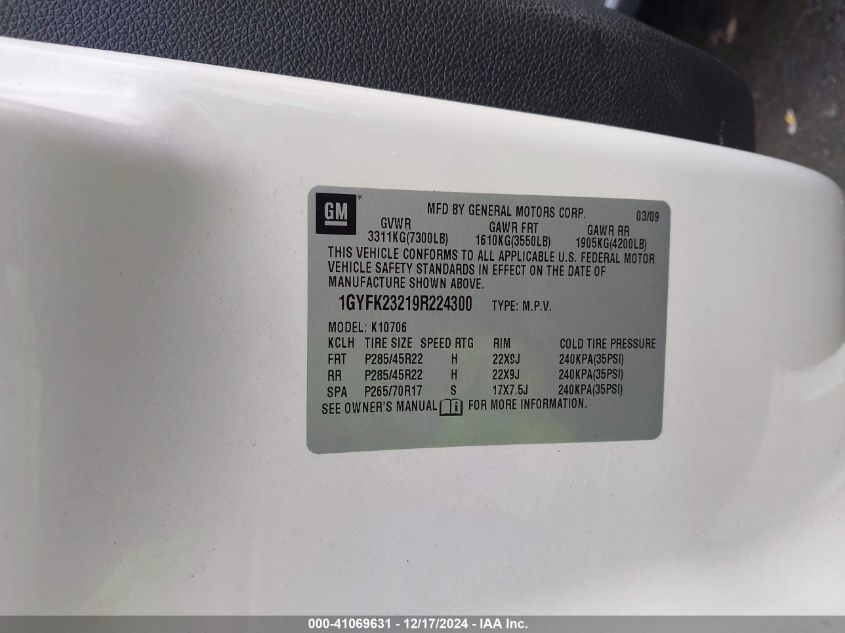 GM
MFD BY GENERAL MOTORS CORP. 03/09
GVWR GAWR FRT GAWR RR
3311KG(7300LB) 1610KG(3550LB) 1905KG(4200LB)
THIS VEHICLE CONFORMS TO ALL APPLICABLE U.S. FEDERAL MOTOR
VEHICLE SAFETY STANDARDS IN EFFECT ON THE DATE OF
MANUFACTURE SHOWN ABOVE.
1GYFK23219R224300 TYPE: M.P.V.
MODEL: K10706
KCLH TIRE SIZE SPEED RTG RIM COLD TIRE PRESSURE
FRT P285/45R22 H 22X9J 240KPA(35PSI)
RR P285/45R22 H 22X9J 240KPA(35PSI)
SPA P265/70R17 S 17X7.5J 240KPA(35PSI)
SEE OWNER'S MANUAL FOR MORE INFORMATION.
000-41069631 - 12/17/2024 - IAA Inc.